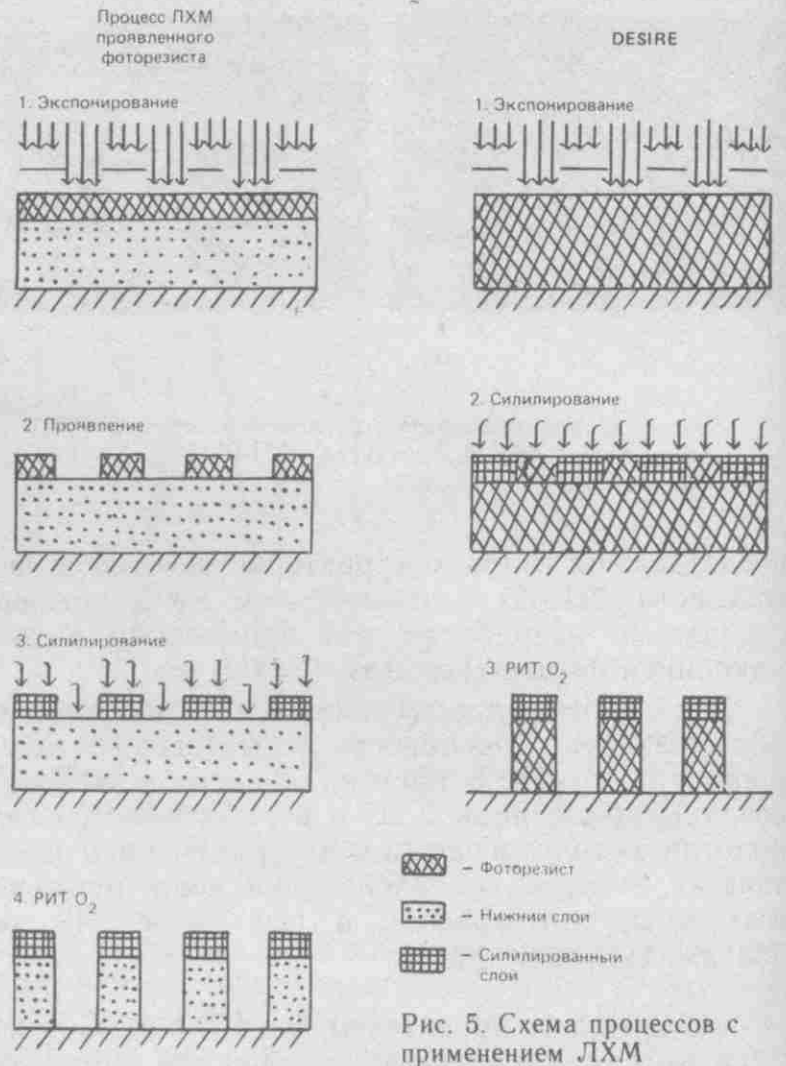 Процесс ЛХМ
проявленного
фоторезиста
1. Экспонирование
2. Проявление
3. Силилирование
4. РИТ O₂
DESIRE
1. Экспонирование
2. Силилирование
3 РИТ O₂
– Фоторезист
– Нижний слой
– Силилированный
слой
Рис. 5. Схема процессов с
применением ЛХМ